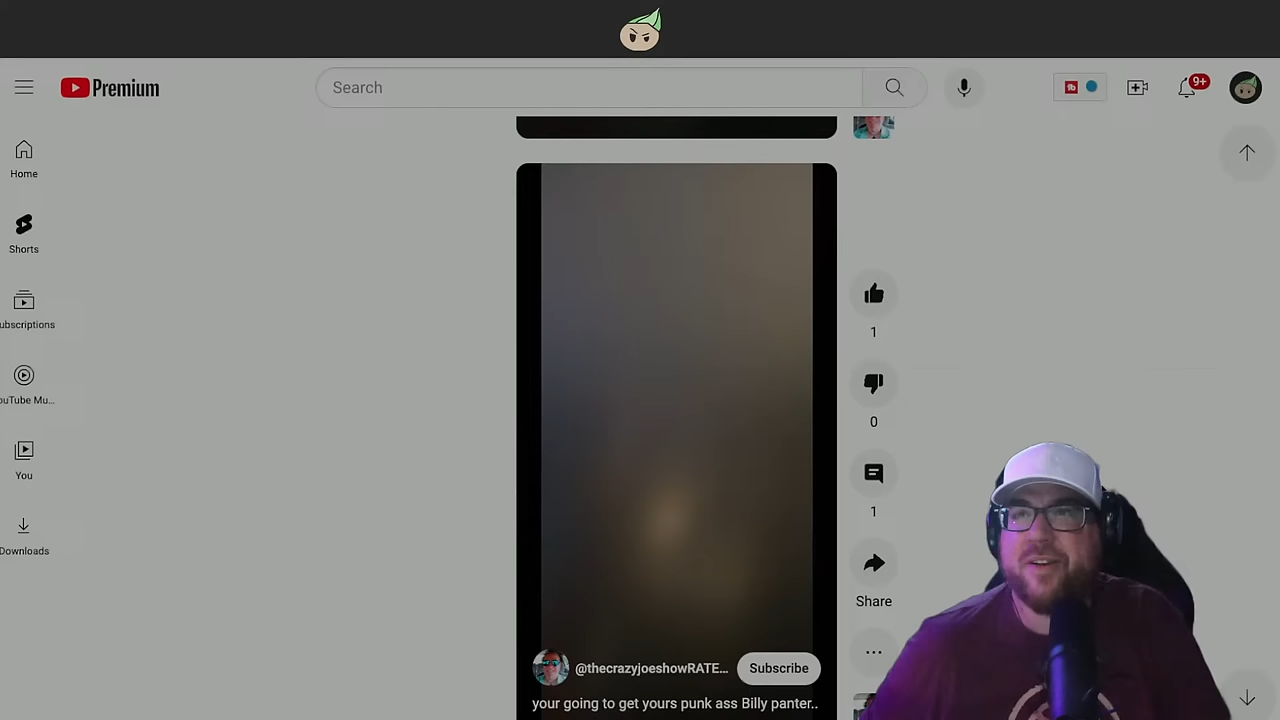 Premium
Search
9+
Home
Shorts
ubscriptions
ouTube Mu...
You
Downloads
1
0
1
Share
@thecrazyjoeshowRATE...
Subscribe
your going to get yours punk ass Billy panter..